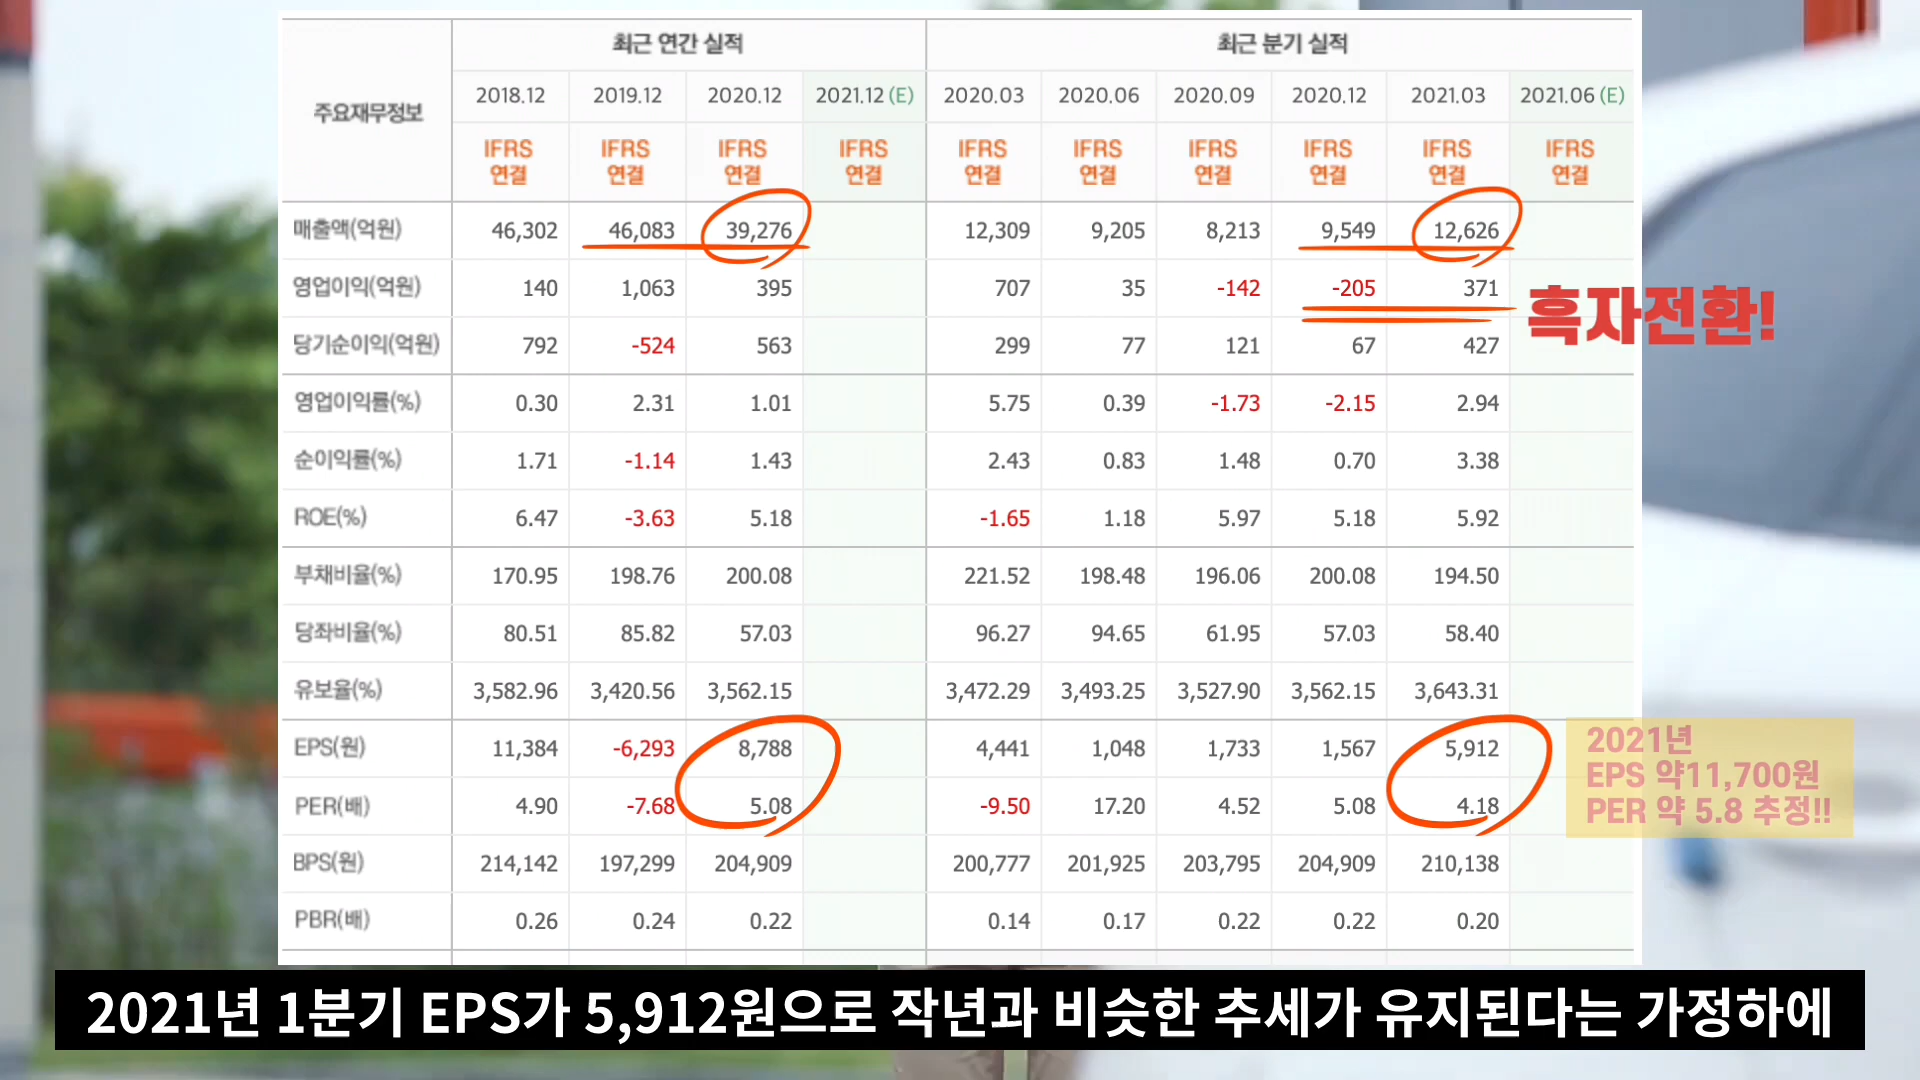 최근 연간 실적 최근 분기 실적
주요재무정보 2018.12 2019.12 2020.12 2021.12 (E) 2020.03 2020.06 2020.09 2020.12 2021.03 2021.06 (E)
IFRS IFRS IFRS IFRS IFRS IFRS IFRS IFRS IFRS IFRS
연결 연결 연결 연결 연결 연결 연결 연결 연결 연결
매출액(억원) 46,302 46,083 39,276 12,309 9,205 8,213 9,549 12,626
영업이익(억원) 140 1,063 395 707 35 -142 -205 371
흑자전환!
당기순이익(억원) 792 -524 563 299 77 121 67 427
영업이익률(%) 0.30 2.31 1.01 5.75 0.39 -1.73 -2.15 2.94
순이익률(%) 1.71 -1.14 1.43 2.43 0.83 1.48 0.70 3.38
ROE(%) 6.47 -3.63 5.18 -1.65 1.18 5.97 5.18 5.92
부채비율(%) 170.95 198.76 200.08 221.52 198.48 196.06 200.08 194.50
당좌비율(%) 80.51 85.82 57.03 96.27 94.65 61.95 57.03 58.40
유보율(%) 3,582.96 3,420.56 3,562.15 3,472.29 3,493.25 3,527.90 3,562.15 3,643.31
EPS(원) 11,384 -6,293 8,788 4,441 1,048 1,733 1,567 5,912
PER(배) 4.90 -7.68 5.08 -9.50 17.20 4.52 5.08 4.18
2021년
EPS 약11,700원
PER 약 5.8 추정!!
BPS(원) 214,142 197,299 204,909 200,777 201,925 203,795 204,909 210,138
PBR(배) 0.26 0.24 0.22 0.14 0.17 0.22 0.22 0.20
2021년 1분기 EPS가 5,912원으로 작년과 비슷한 추세가 유지된다는 가정하에